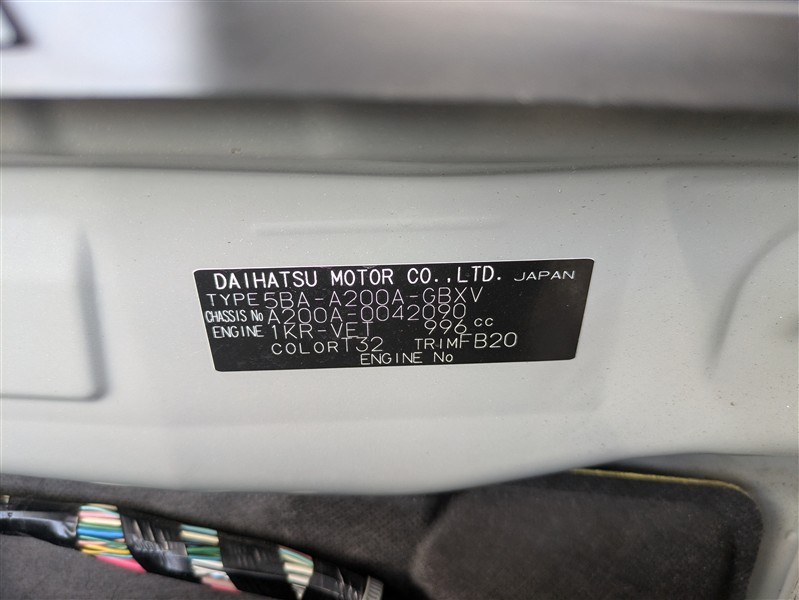 DAIHATSU MOTOR CO.,LTD. JAPAN
TYPE 5BA-A200A-GBXV
CHASSIS No A200A-0042090
ENGINE 1KR-VET 996 cc
COLOR T32 TRIM FB20
ENGINE No